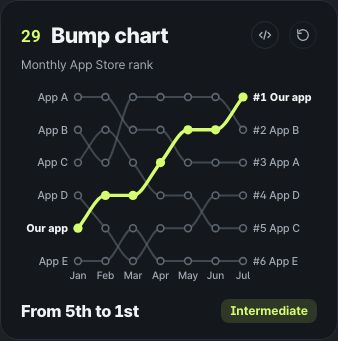 29 Bump chart
Monthly App Store rank
App A #1 Our app
App B #2 App B
App C #3 App A
App D #4 App D
Our app #5 App C
App E #6 App E
Jan Feb Mar Apr May Jun Jul
From 5th to 1st
Intermediate